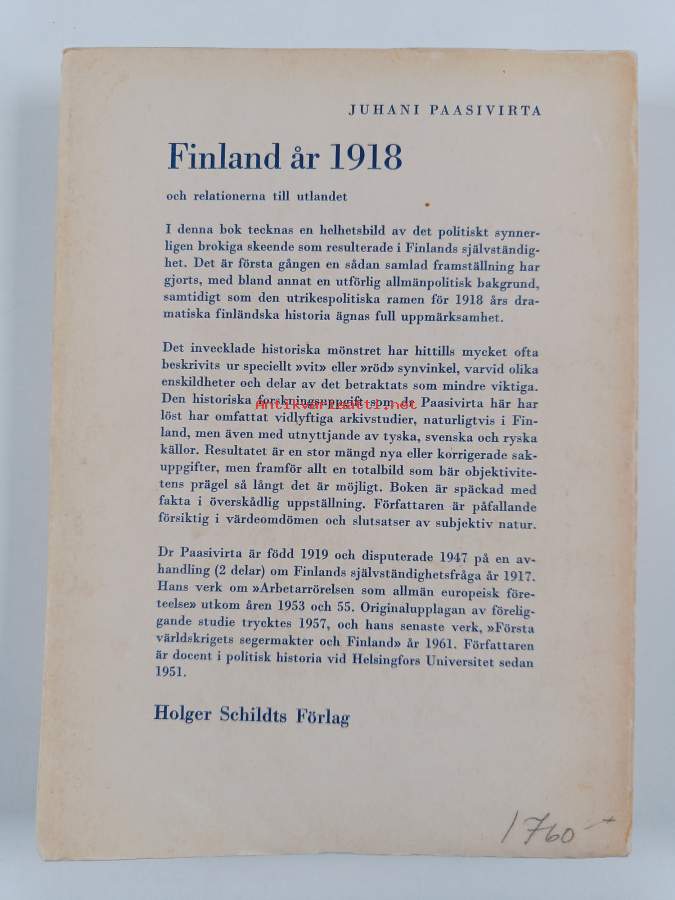 JUHANI PAASIVIRTA
Finland år 1918
och relationerna till utlandet
I denna bok tecknas en helhetsbild av det politiskt synner-
ligen brokiga skeende som resulterade i Finlands självständig-
het. Det är första gången en sådan samlad framställning har
gjorts, med bland annat en utförlig allmänpolitisk bakgrund,
samtidigt som den utrikespolitiska ramen för 1918 års dra-
matiska finländska historia ägnas full uppmärksamhet.
Det invecklade historiska mönstret har hittills mycket ofta
beskrivits ur speciellt »vit» eller »röd» synvinkel, varvid olika
enskildheter och delar av det betraktats som mindre viktiga.
Den historiska forskningsuppgift som dr Paasivirta här har
Antikvariaatti.net
löst har omfattat vidlyftiga arkivstudier, naturligtvis i Fin-
land, men även med utnyttjande av tyska, svenska och ryska
källor. Resultatet är en stor mängd nya eller korrigerade sak-
uppgifter, men framför allt en totalbild som bär objektivite-
tens prägel så långt det är möjligt. Boken är späckad med
fakta i överskådlig uppställning. Författaren är påfallande
försiktig i värdeomdömen och slutsatser av subjektiv natur.
Dr Paasivirta är född 1919 och disputerade 1947 på en av-
handling (2 delar) om Finlands självständighetsfråga år 1917.
Hans verk om »Arbetarrörelsen som allmän europeisk före-
teelse» utkom åren 1953 och 55. Originalupplagan av förelig-
gande studie trycktes 1957, och hans senaste verk, »Första
världskrigets segermakter och Finland» år 1961. Författaren
är docent i politisk historia vid Helsingfors Universitet sedan
1951.
Holger Schildts Förlag
1760-+